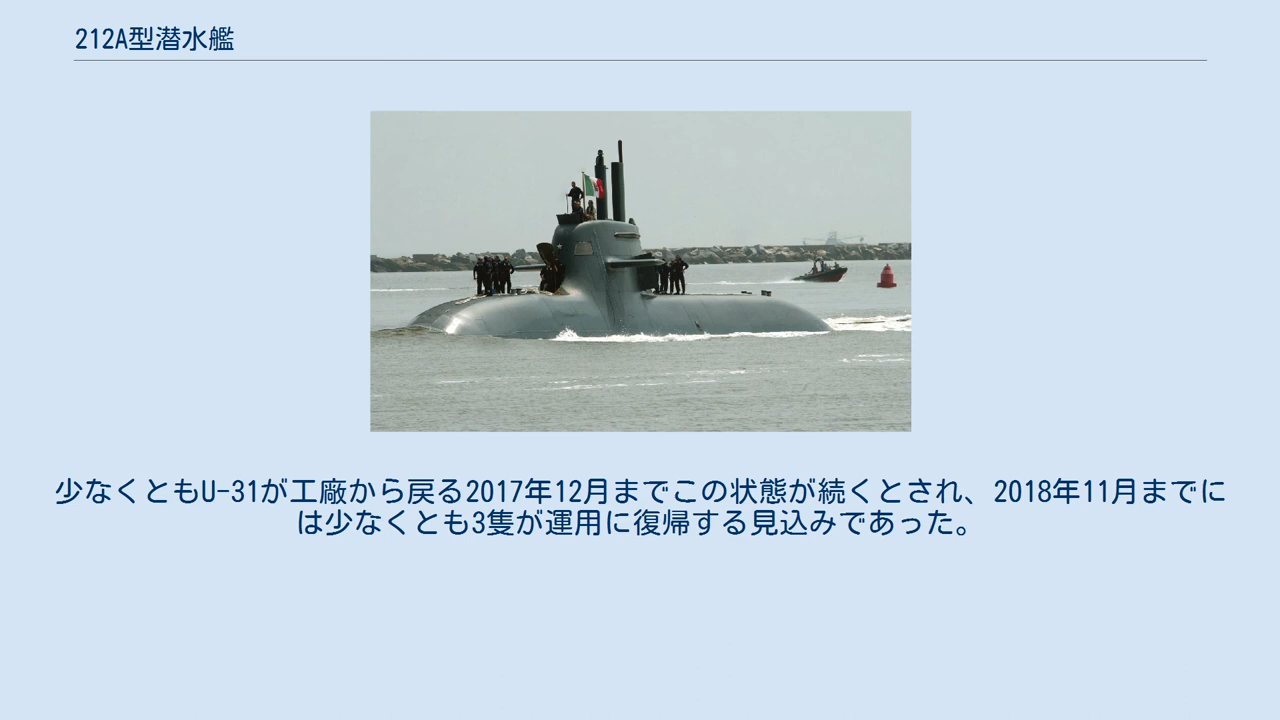 212A型潜水艦
少なくともU-31が工廠から戻る2017年12月までこの状態が続くとされ、2018年11月までに
は少なくとも3隻が運用に復帰する見込みであった。